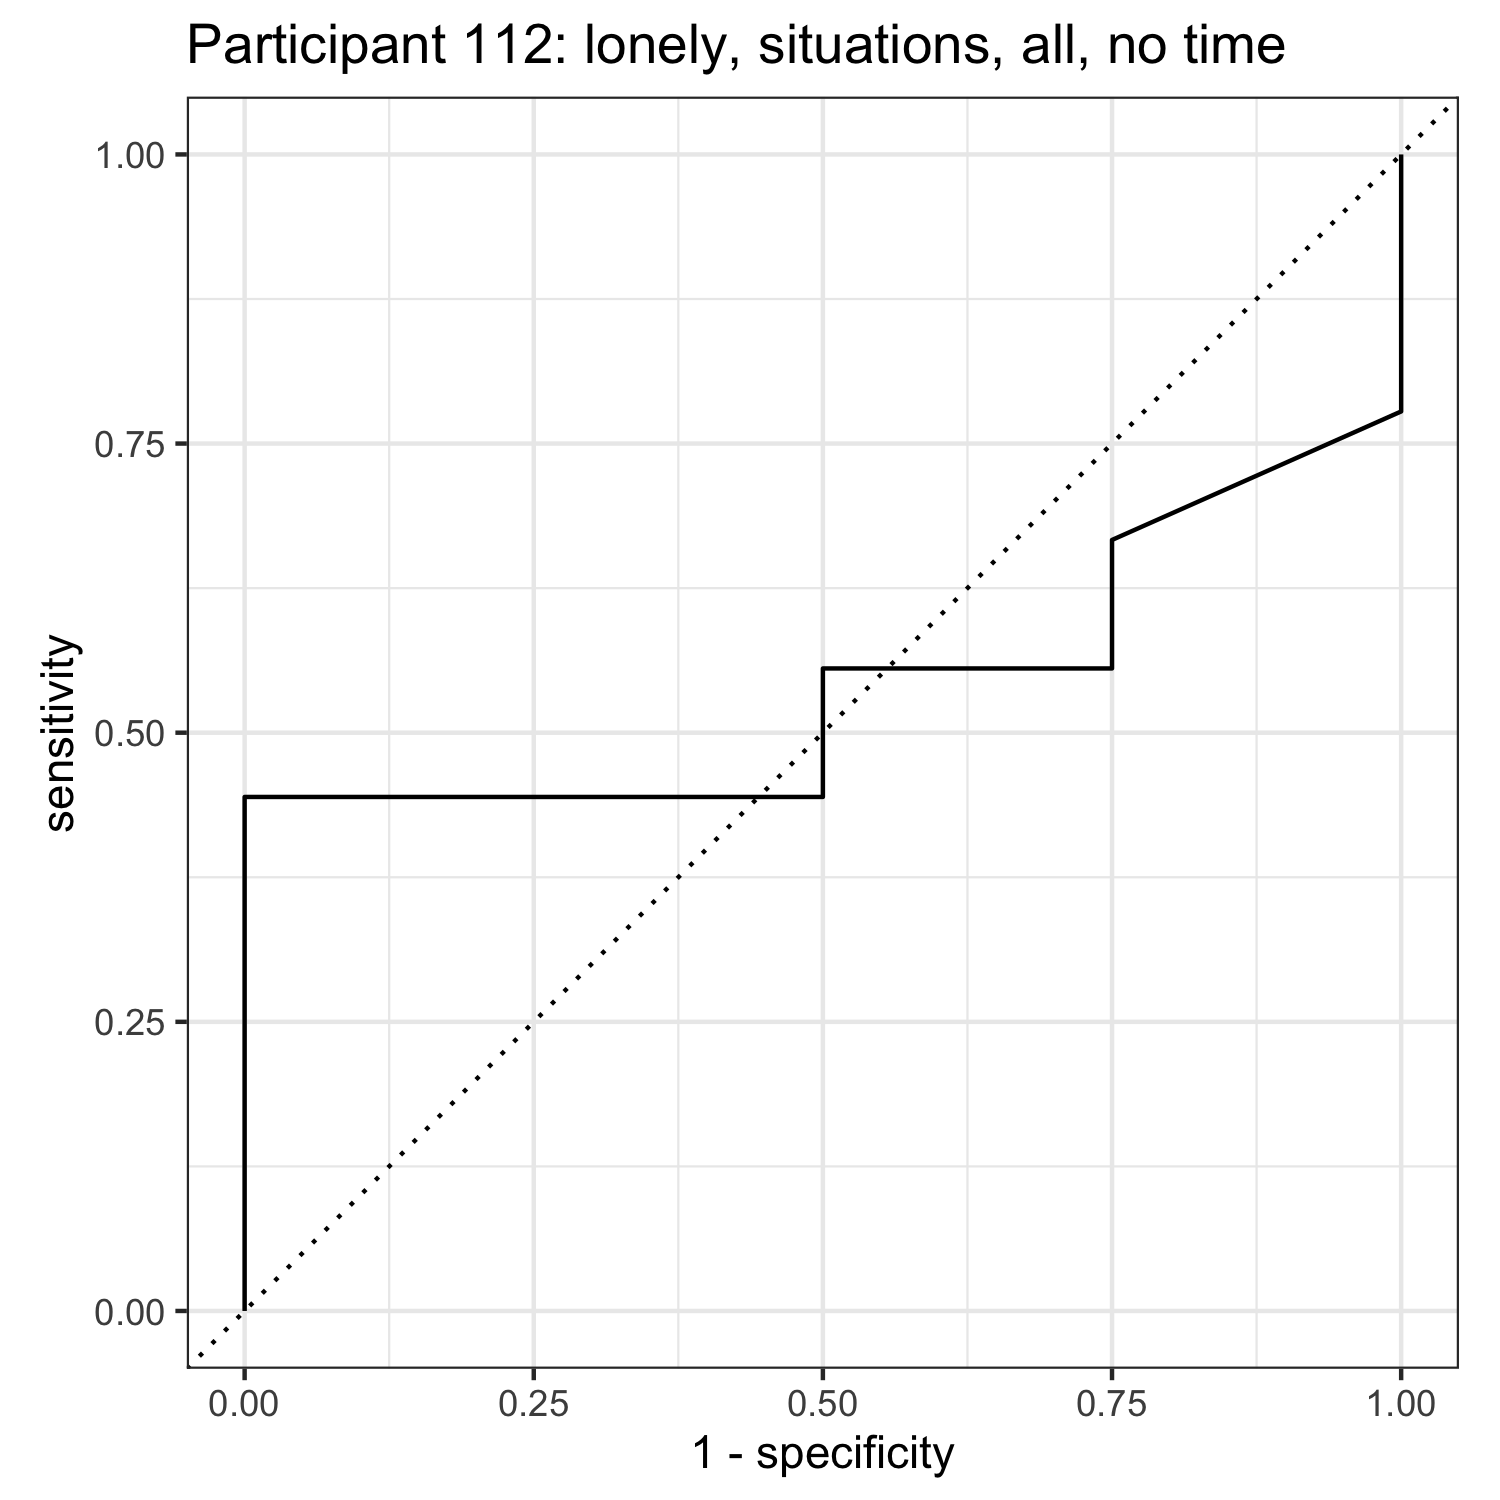 Participant 112: lonely, situations, all, no time
1.00
0.75
0.50
0.25
0.00
sensitivity
0.00 0.25 0.50 0.75 1.00
1 - specificity